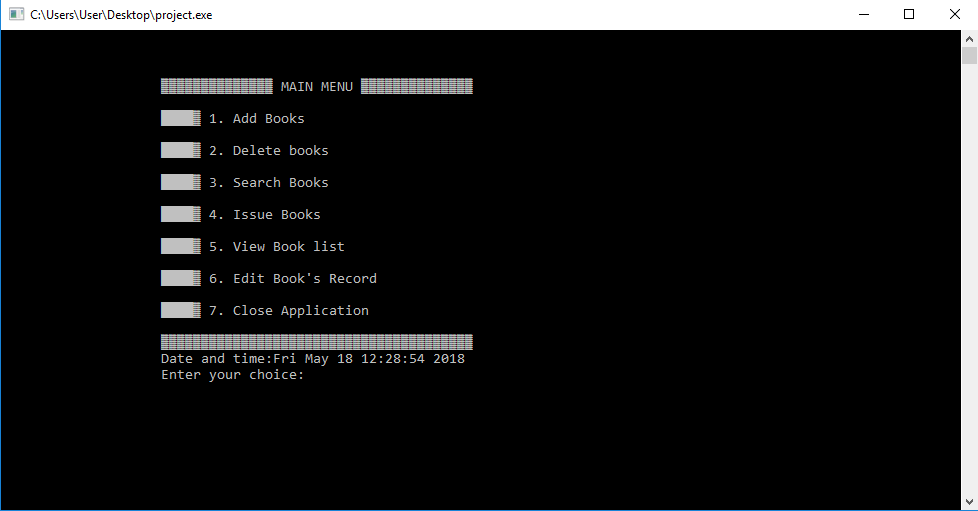 C:\Users\User\Desktop\project.exe
MAIN MENU
1. Add Books
2. Delete books
3. Search Books
4. Issue Books
5. View Book list
6. Edit Book's Record
7. Close Application
Date and time:Fri May 18 12:28:54 2018
Enter your choice: